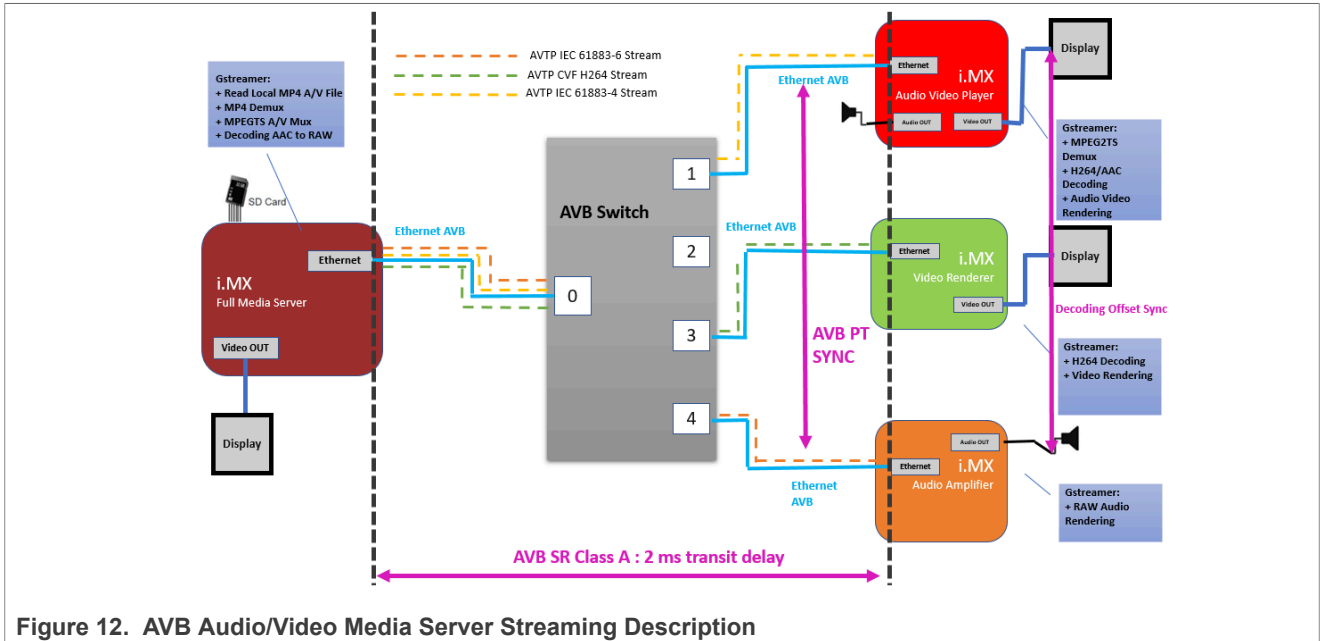 AVTP IEC 61883-6 Stream
AVTP CVF H264 Stream
AVTP IEC 61883-4 Stream
Gstreamer:
+ Read Local MP4 A/V File
+ MP4 Demux
+ MPEGTS A/V Mux
+ Decoding AAC to RAW
SD Card
Ethernet AVB
Ethernet
i.MX
Full Media Server
Video OUT
Display
AVB Switch
0
1
2
3
4
Ethernet AVB
Ethernet
i.MX
Audio Video Player
Audio OUT
Video OUT
Display
Gstreamer:
+ MPEG2TS
Demux
+ H264/AAC
Decoding
+ Audio Video
Rendering
Ethernet AVB
Ethernet
i.MX
Video Renderer
Video OUT
Display
Decoding Offset Sync
AVB PT
SYNC
Gstreamer:
+ H264 Decoding
+ Video Rendering
Ethernet
AVB
Audio OUT
Ethernet
i.MX
Audio Amplifier
Gstreamer:
+ RAW Audio
Rendering
AVB SR Class A : 2 ms transit delay
Figure 12. AVB Audio/Video Media Server Streaming Description